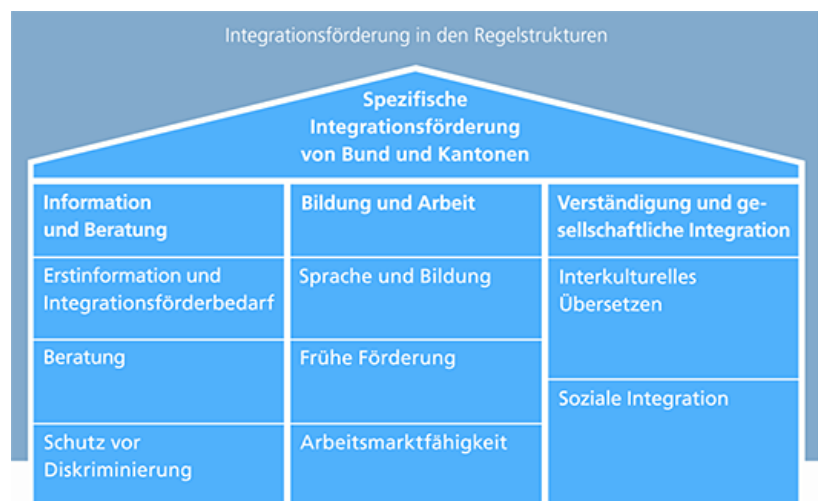 Integrationsförderung in den Regelstrukturen
Spezifische
Integrationsförderung
von Bund und Kantonen
Information
und Beratung
Erstinformation und
Integrationsförderbedarf
Beratung
Schutz vor
Diskriminierung
Bildung und Arbeit
Sprache und Bildung
Frühe Förderung
Arbeitsmarktfähigkeit
Verständigung und ge-
sellschaftliche Integration
Interkulturelles
Übersetzen
Soziale Integration